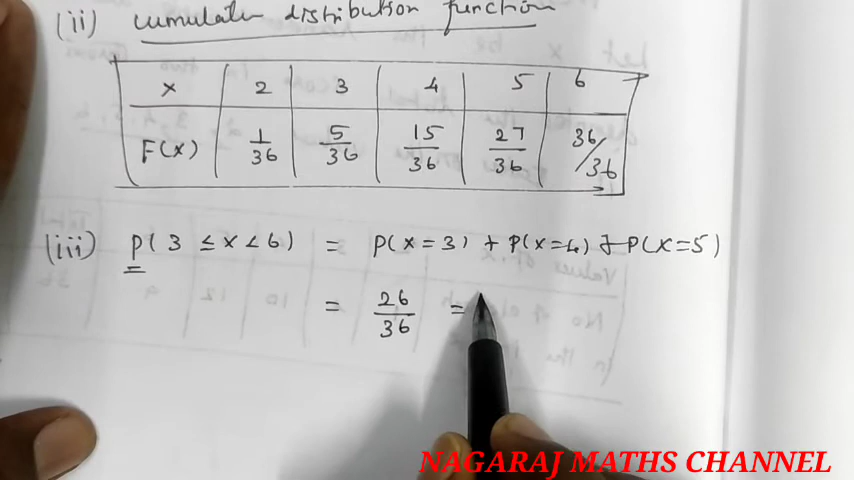 (ii) cumulative distribution function
x 2 3 4 5 6
F(x) 1/36 5/36 15/36 27/36 36/36
(iii) P(3 ≤ x < 6) = P(x=3) + P(x=4) + P(x=5)
= 26/36 =
NAGARAJ MATHS CHANNEL